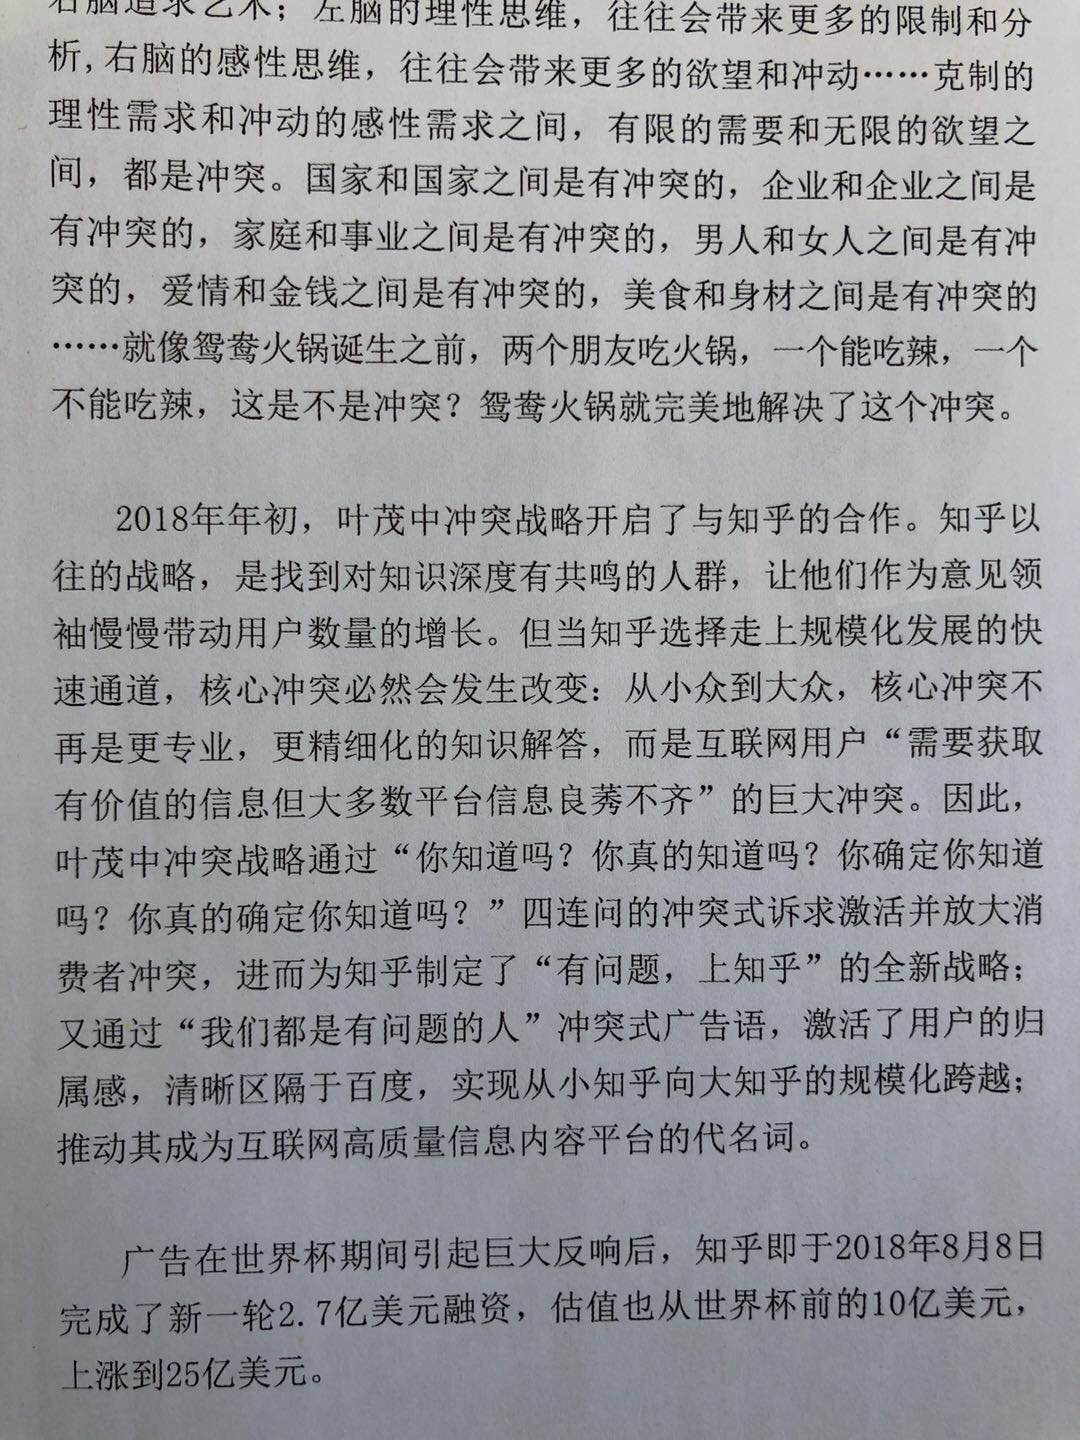 右脑追求艺术；左脑的理性思维，往往会带来更多的限制和分
析,右脑的感性思维，往往会带来更多的欲望和冲动……克制的
理性需求和冲动的感性需求之间，有限的需要和无限的欲望之
间，都是冲突。国家和国家之间是有冲突的，企业和企业之间是
有冲突的，家庭和事业之间是有冲突的，男人和女人之间是有冲
突的，爱情和金钱之间是有冲突的，美食和身材之间是有冲突的
……就像鸳鸯火锅诞生之前，两个朋友吃火锅，一个能吃辣，一个
不能吃辣，这是不是冲突？鸳鸯火锅就完美地解决了这个冲突。
2018年年初，叶茂中冲突战略开启了与知乎的合作。知乎以
往的战略，是找到对知识深度有共鸣的人群，让他们作为意见领
袖慢慢带动用户数量的增长。但当知乎选择走上规模化发展的快
速通道，核心冲突必然会发生改变：从小众到大众，核心冲突不
再是更专业，更精细化的知识解答，而是互联网用户“需要获取
有价值的信息但大多数平台信息良莠不齐”的巨大冲突。因此，
叶茂中冲突战略通过“你知道吗？你真的知道吗？你确定你知道
吗？你真的确定你知道吗？”四连问的冲突式诉求激活并放大消
费者冲突，进而为知乎制定了“有问题，上知乎”的全新战略；
又通过“我们都是有问题的人”冲突式广告语，激活了用户的归
属感，清晰区隔于百度，实现从小知乎向大知乎的规模化跨越；
推动其成为互联网高质量信息内容平台的代名词。
广告在世界杯期间引起巨大反响后，知乎即于2018年8月8日
完成了新一轮2.7亿美元融资，估值也从世界杯前的10亿美元，
上涨到25亿美元。